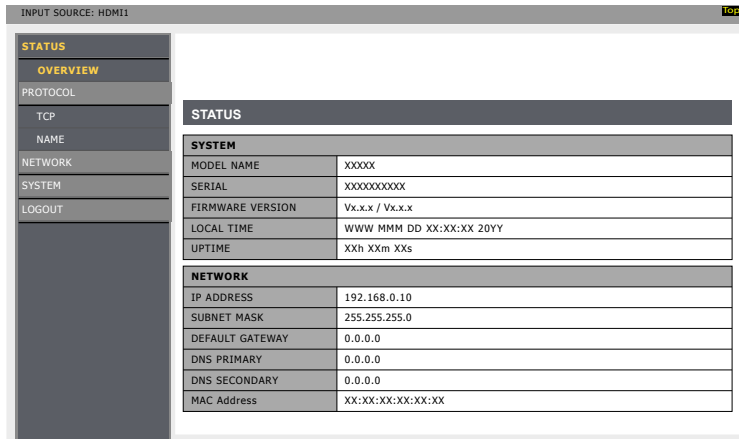 INPUT SOURCE: HDMI1
Top
STATUS
OVERVIEW
PROTOCOL
TCP
NAME
NETWORK
SYSTEM
LOGOUT
STATUS
SYSTEM
MODEL NAME XXXXX
SERIAL XXXXXXXXXX
FIRMWARE VERSION Vx.x.x / Vx.x.x
LOCAL TIME WWW MMM DD XX:XX:XX 20YY
UPTIME XXh XXm XXs
NETWORK
IP ADDRESS 192.168.0.10
SUBNET MASK 255.255.255.0
DEFAULT GATEWAY 0.0.0.0
DNS PRIMARY 0.0.0.0
DNS SECONDARY 0.0.0.0
MAC Address XX:XX:XX:XX:XX:XX